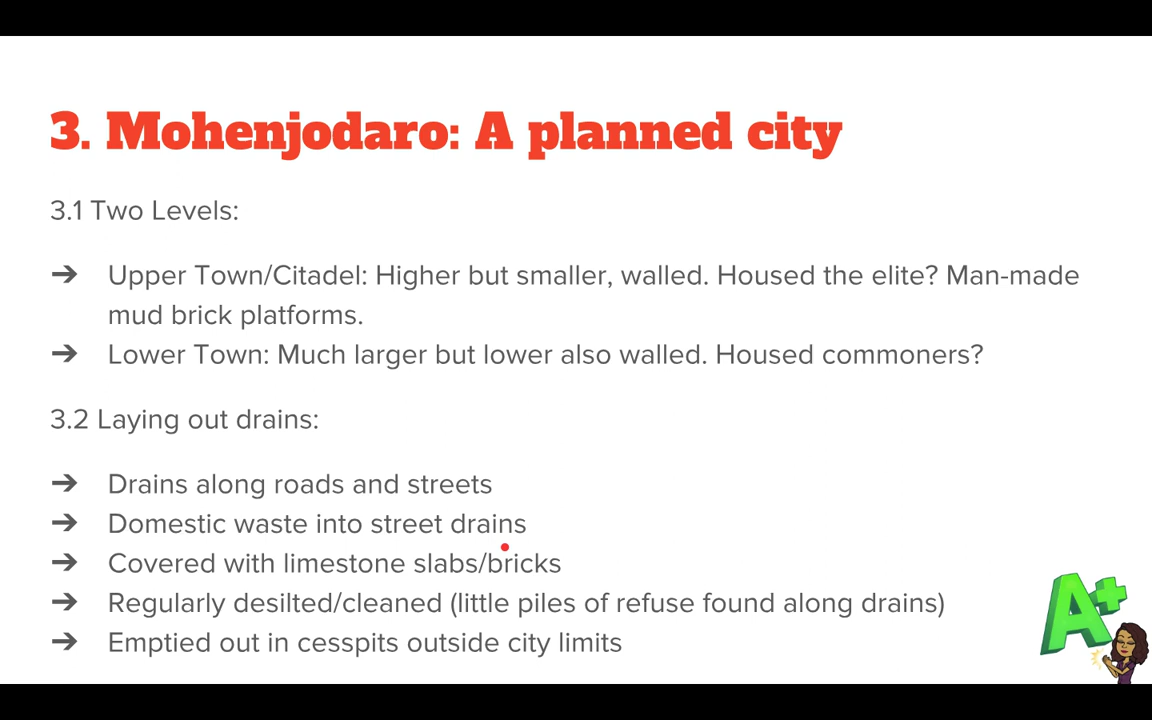 3. Mohenjodaro: A planned city
3.1 Two Levels:
➔ Upper Town/Citadel: Higher but smaller, walled. Housed the elite? Man-made
mud brick platforms.
➔ Lower Town: Much larger but lower also walled. Housed commoners?
3.2 Laying out drains:
➔ Drains along roads and streets
➔ Domestic waste into street drains
➔ Covered with limestone slabs/bricks
➔ Regularly desilted/cleaned (little piles of refuse found along drains)
➔ Emptied out in cesspits outside city limits
A+